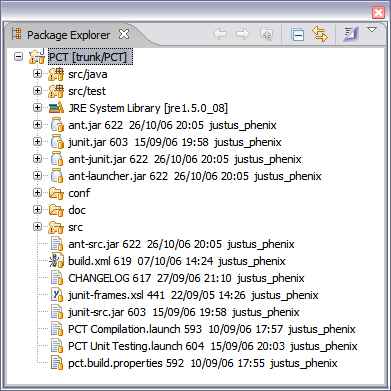 Package Explorer
PCT [trunk/PCT]
src/java
src/test
JRE System Library [jre1.5.0_08]
ant.jar 622 26/10/06 20:05 justus_phenix
junit.jar 603 15/09/06 19:58 justus_phenix
ant-junit.jar 622 26/10/06 20:05 justus_phenix
ant-launcher.jar 622 26/10/06 20:05 justus_phenix
conf
doc
src
ant-src.jar 622 26/10/06 20:05 justus_phenix
build.xml 619 07/10/06 14:24 justus_phenix
CHANGELOG 617 27/09/06 21:10 justus_phenix
junit-frames.xsl 441 22/09/05 14:26 justus_phenix
junit-src.jar 603 15/09/06 19:58 justus_phenix
PCT Compilation.launch 593 10/09/06 17:57 justus_phenix
PCT Unit Testing.launch 604 15/09/06 20:03 justus_phenix
pct.build.properties 592 10/09/06 17:55 justus_phenix